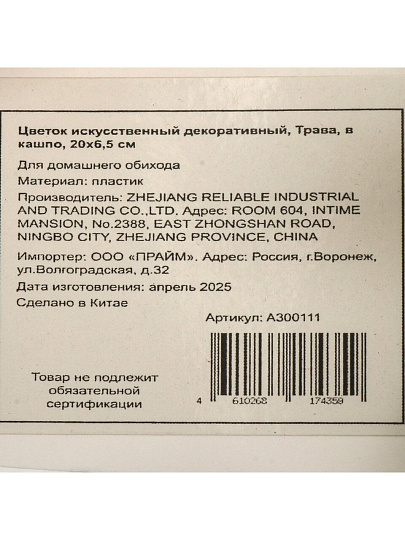 Цветок искусственный декоративный, Трава, в
кашпо, 20х6,5 см
Для домашнего обихода
Материал: пластик
Производитель: ZHEJIANG RELIABLE INDUSTRIAL
AND TRADING CO.,LTD. Адрес: ROOM 604, INTIME
MANSION, No.2388, EAST ZHONGSHAN ROAD,
NINGBO CITY, ZHEJIANG PROVINCE, CHINA
Импортер: ООО «ПРАЙМ». Адрес: Россия, г.Воронеж,
ул.Волгоградская, д.32
Дата изготовления: апрель 2025
Сделано в Китае
Артикул: A300111
Товар не подлежит
обязательной
сертификации
4 610268 174359